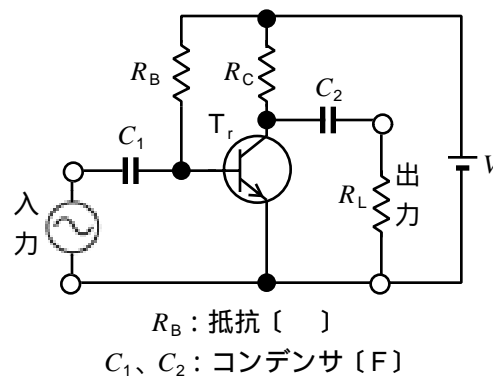 R_B
R_C
C_2
C_1
T_r
V
入力
R_L
出力
R_B：抵抗〔　〕
C_1、C_2：コンデンサ〔F〕